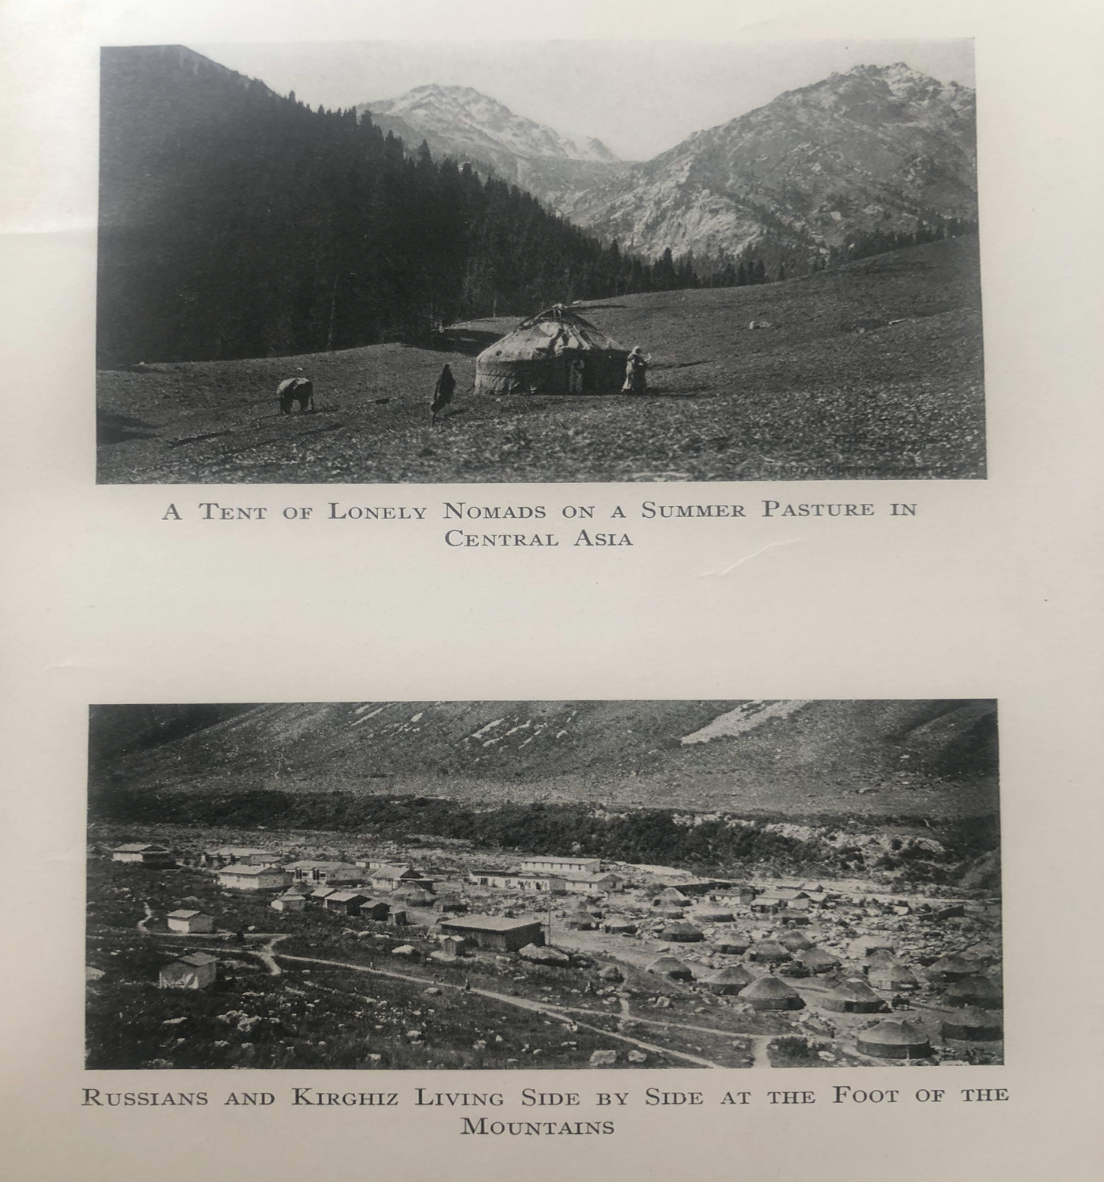 A Tent of Lonely Nomads on a Summer Pasture in
Central Asia
Russians and Kirghiz Living Side by Side at the Foot of the
Mountains